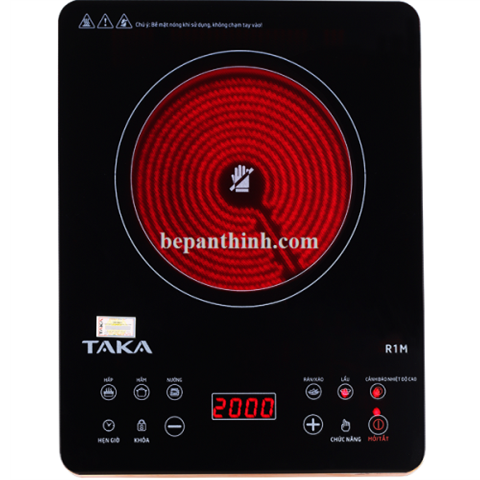 Chú ý: Bề mặt nóng khi sử dụng, không chạm tay vào!
bepanthinh.com
TAKA
R1M
HẤP
HẦM
NƯỚNG
RÁN/XÀO
LẨU
CẢNH BÁO NHIỆT ĐỘ CAO
2000
HẸN GIỜ
KHÓA
CHỨC NĂNG
MỞ/TẮT